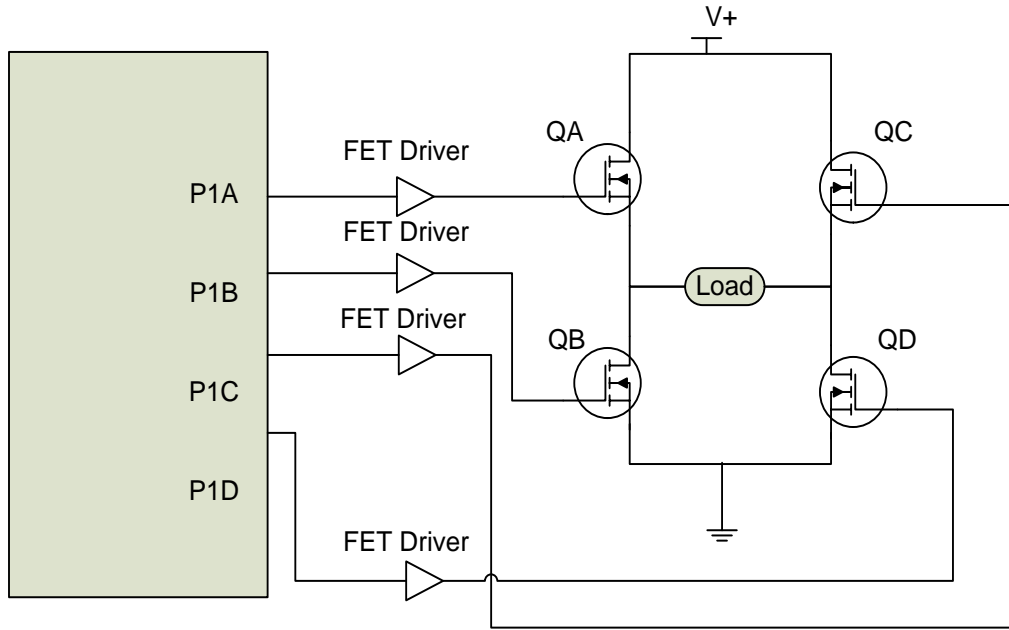 V+
QA
QC
FET Driver
P1A
FET Driver
P1B
Load
FET Driver
QB
QD
P1C
P1D
FET Driver